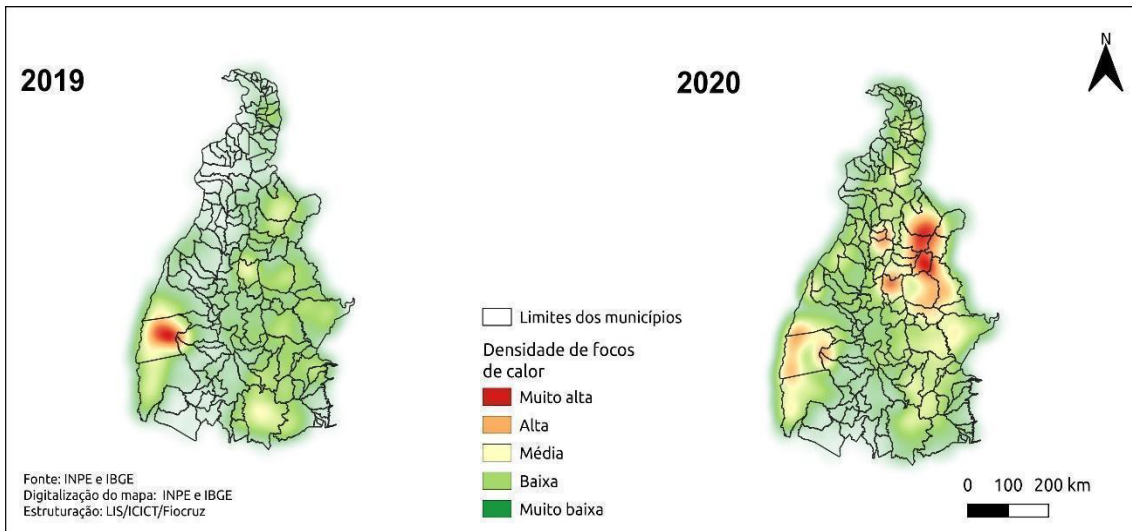 2019
2020
N
Limites dos municípios
Densidade de focos
de calor
Muito alta
Alta
Média
Baixa
Muito baixa
Fonte: INPE e IBGE
Digitalização do mapa: INPE e IBGE
Estruturação: LIS/ICICT/Fiocruz
0 100 200 km